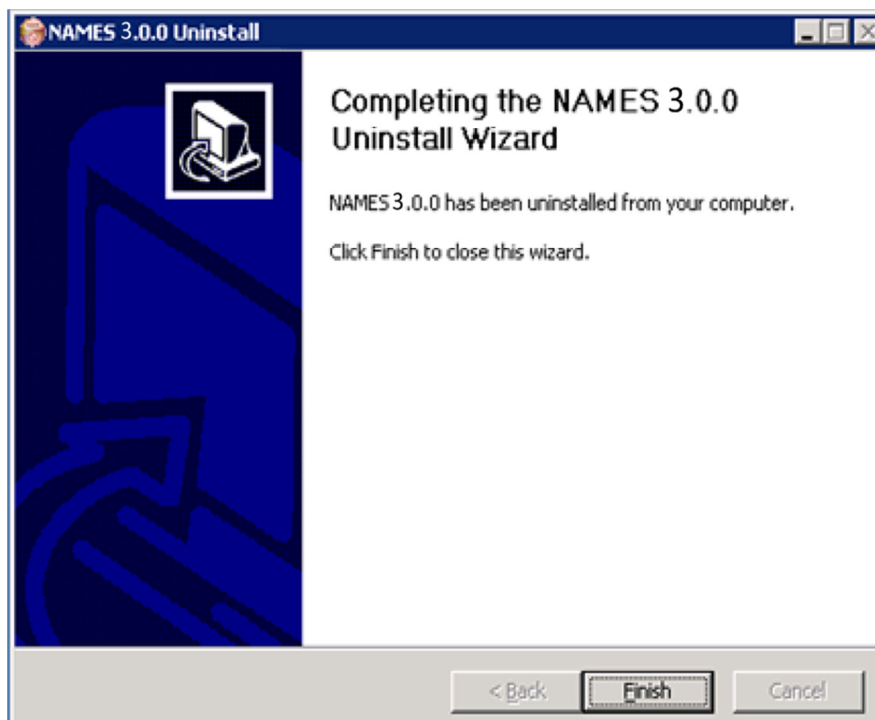 NAMES 3.0.0 Uninstall
Completing the NAMES 3.0.0
Uninstall Wizard
NAMES 3.0.0 has been uninstalled from your computer.
Click Finish to close this wizard.
< Back Finish Cancel